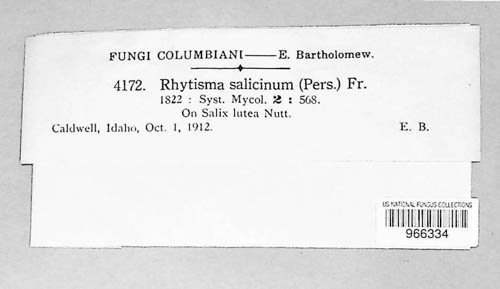 FUNGI COLUMBIANI—E. Bartholomew.
4172. Rhytisma salicinum (Pers.) Fr.
1822 : Syst. Mycol. 2 : 568.
On Salix lutea Nutt.
Caldwell, Idaho, Oct. 1, 1912. E. B.
US NATIONAL FUNGUS COLLECTIONS
966334